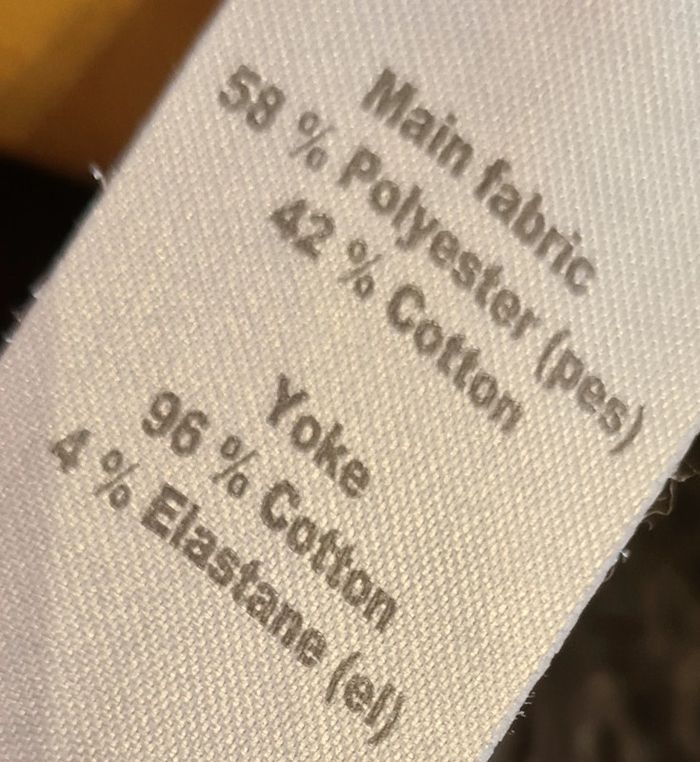 Main fabric
58 % Polyester (pes)
42 % Cotton
Yoke
96 % Cotton
4 % Elastane (el)